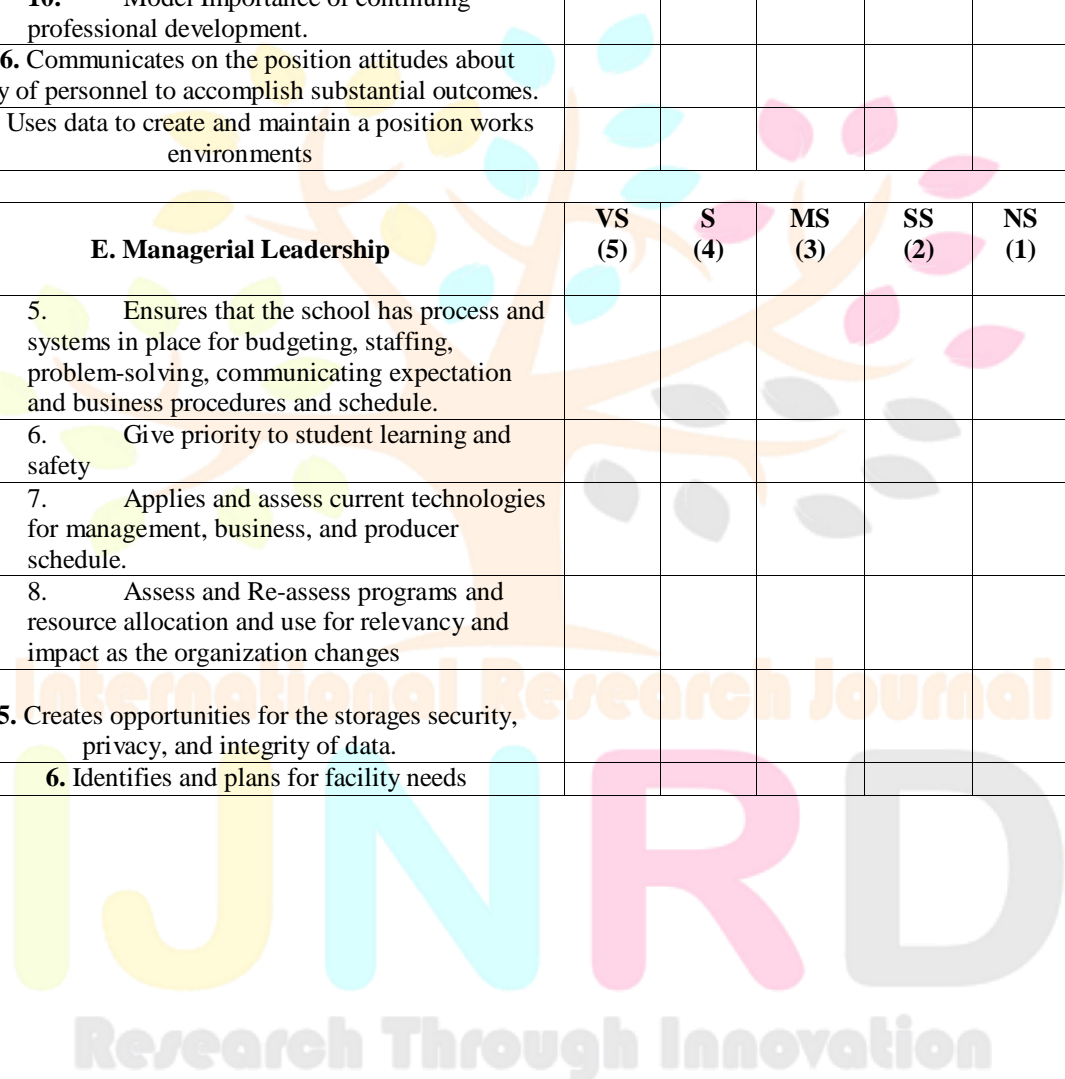 10. Model Importance of continuing
professional development.
6. Communicates on the position attitudes about
y of personnel to accomplish substantial outcomes.
Uses data to create and maintain a position works
environments
E. Managerial Leadership
VS
(5)
S
(4)
MS
(3)
SS
(2)
NS
(1)
5. Ensures that the school has process and
systems in place for budgeting, staffing,
problem-solving, communicating expectation
and business procedures and schedule.
6. Give priority to student learning and
safety
7. Applies and assess current technologies
for management, business, and producer
schedule.
8. Assess and Re-assess programs and
resource allocation and use for relevancy and
impact as the organization changes
International Research Journal
5. Creates opportunities for the storages security,
privacy, and integrity of data.
6. Identifies and plans for facility needs
IJNRD
Research Through Innovation